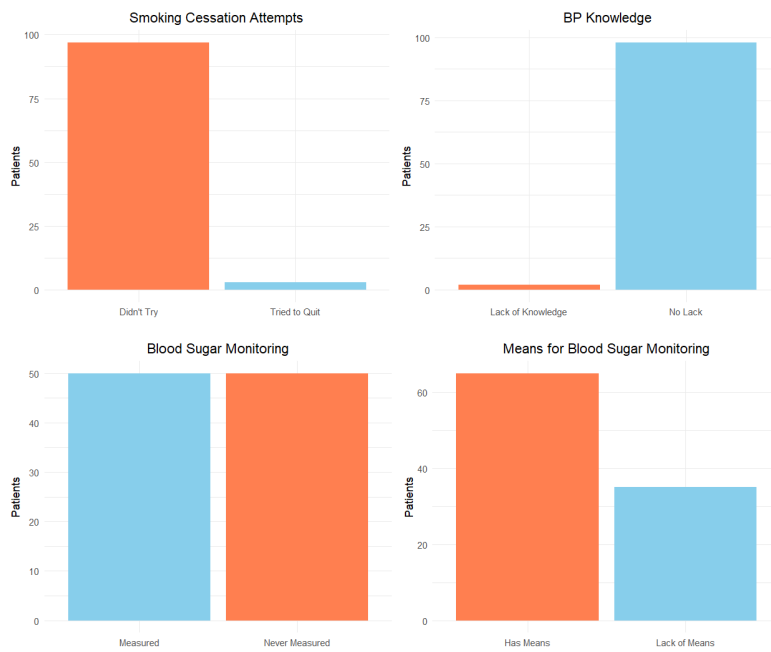 Smoking Cessation Attempts
Patients
100
75
50
25
0
Didn't Try Tried to Quit
BP Knowledge
Patients
100
75
50
25
0
Lack of Knowledge No Lack
Blood Sugar Monitoring
Patients
50
40
30
20
10
0
Measured Never Measured
Means for Blood Sugar Monitoring
Patients
60
40
20
0
Has Means Lack of Means